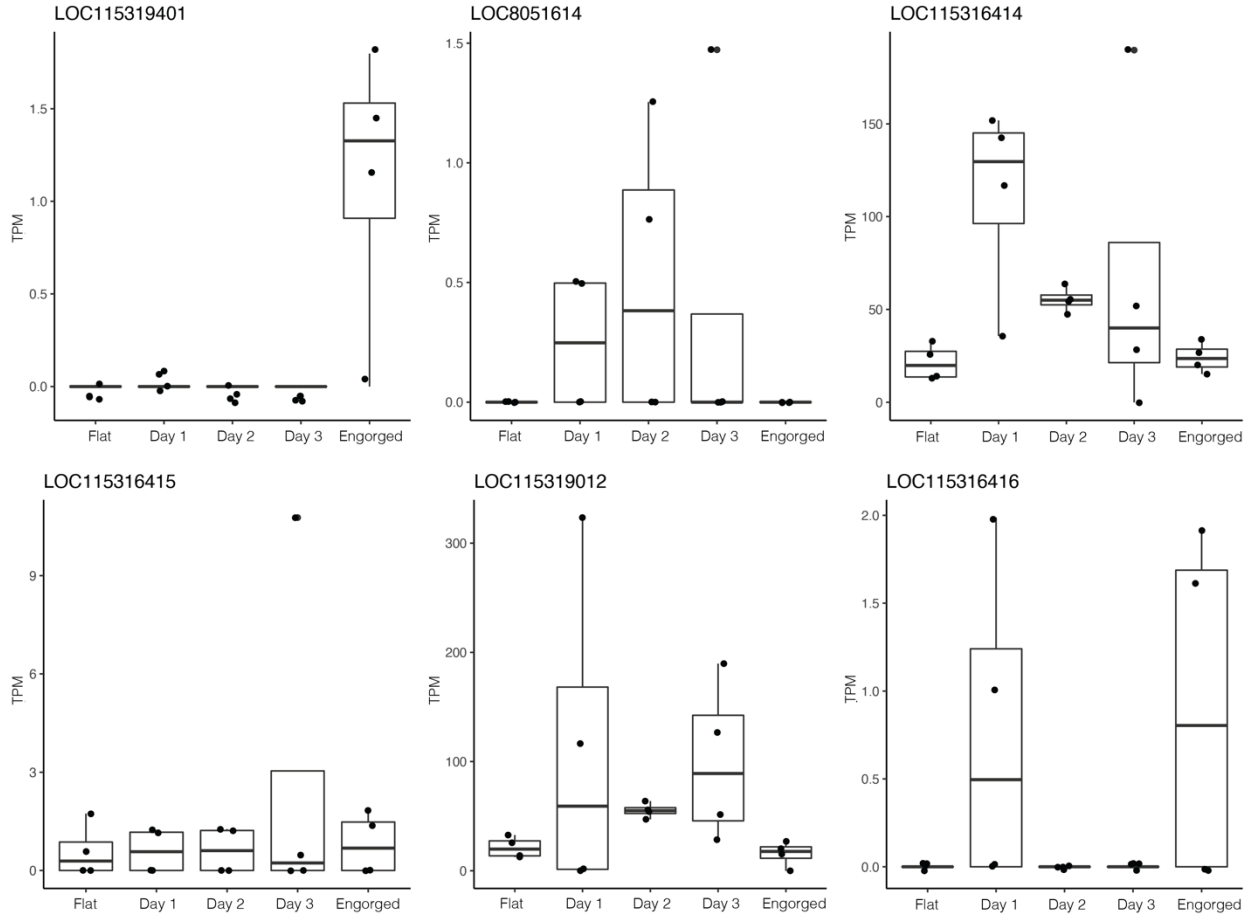 LOC115319401
LOC8051614
LOC115316414
1.5
1.0
0.5
0.0
TPM
Flat Day 1 Day 2 Day 3 Engorged
1.5
1.0
0.5
0.0
TPM
Flat Day 1 Day 2 Day 3 Engorged
150
100
50
0
TPM
Flat Day 1 Day 2 Day 3 Engorged
LOC115316415
LOC115319012
LOC115316416
9
6
3
0
TPM
Flat Day 1 Day 2 Day 3 Engorged
300
200
100
0
TPM
Flat Day 1 Day 2 Day 3 Engorged
2.0
1.5
1.0
0.5
0.0
TPM
Flat Day 1 Day 2 Day 3 Engorged